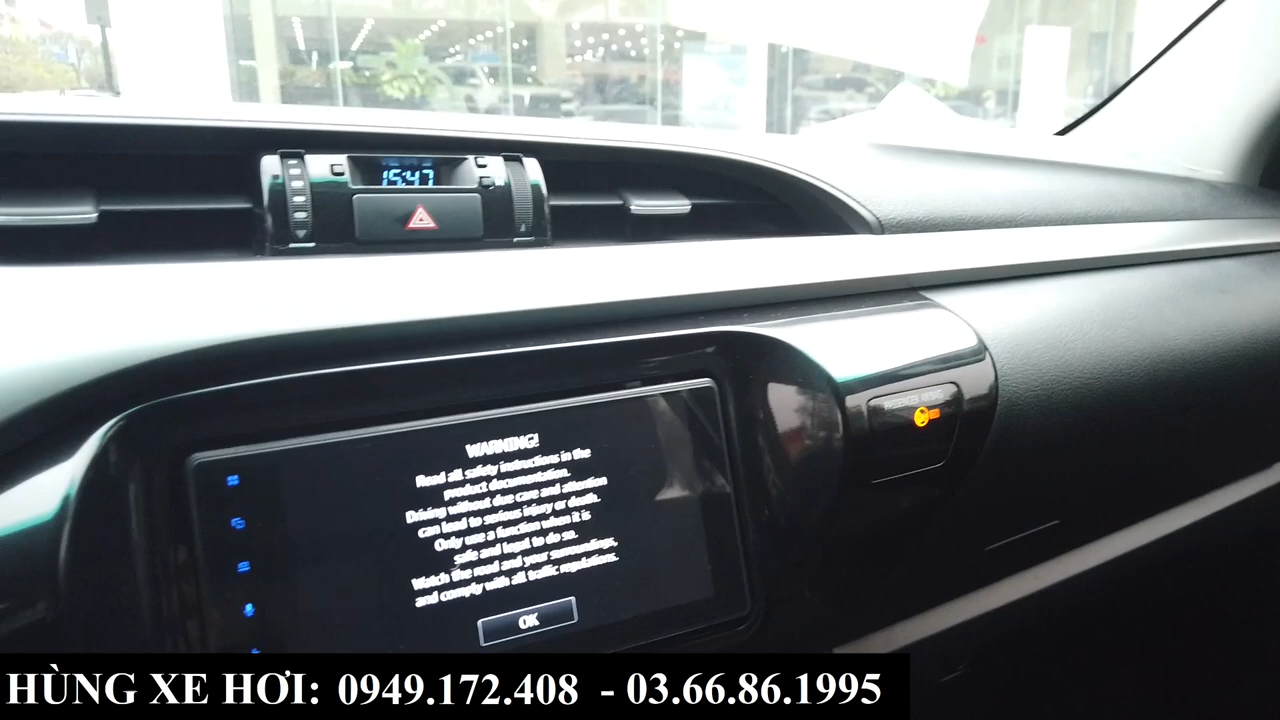 15:47
PASSENGER AIRBAG
WARNING!
Read all safety instructions in the
product documentation.
Driving without due care and attention
can lead to serious injury or death.
Only use a function when it is
safe and legal to do so.
Watch the road and your surroundings,
and comply with all traffic regulations.
OK
HÙNG XE HƠI: 0949.172.408 - 03.66.86.1995